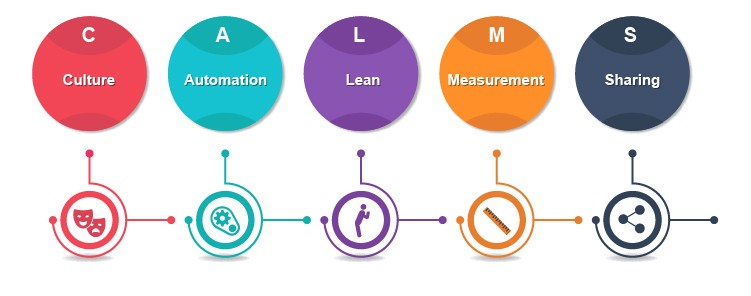 C A L M S
Culture Automation Lean Measurement Sharing